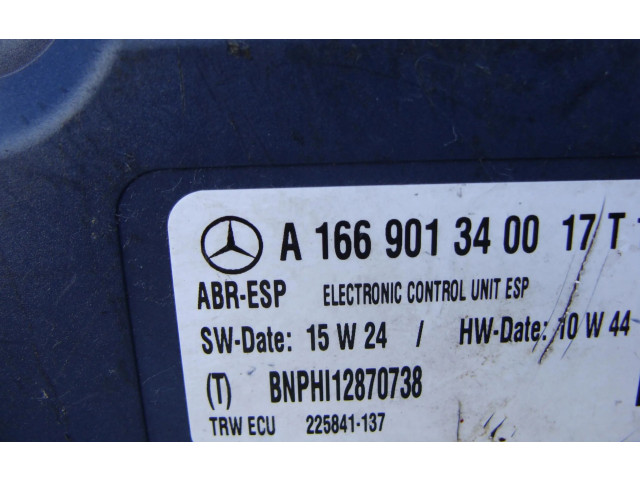 A 166 901 34 00 17 T
ABR-ESP ELECTRONIC CONTROL UNIT ESP
SW-Date: 15 W 24 / HW-Date: 10 W 44
(T) BNPHI12870738
TRW ECU 225841-137